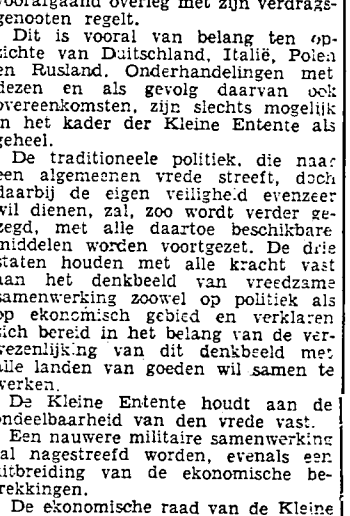 voorafgaand overleg met zijn verdrags-
genooten regelt.
Dit is vooral van belang ten op-
zichte van Duitschland, Italië, Polen
en Rusland. Onderhandelingen met
dezen en als gevolg daarvan ook
overeenkomsten, zijn slechts mogelijk
in het kader der Kleine Entente als
geheel.
De traditioneele politiek, die naar
een algemeenen vrede streeft, doch
daarbij de eigen veiligheid evenzeer
wil dienen, zal, zoo wordt verder ge-
zegd, met alle daartoe beschikbare
middelen worden voortgezet. De drie
staten houden met alle kracht vast
aan het denkbeeld van vreedzame
samenwerking zoowel op politiek als
op ekonomisch gebied en verklaren
zich bereid in het belang van de ver-
wezenlijking van dit denkbeeld met
alle landen van goeden wil samen te
werken.
De Kleine Entente houdt aan de
ondeelbaarheid van den vrede vast.
Een nauwere militaire samenwerking
zal nagestreefd worden, evenals een
uitbreiding van de ekonomische be-
trekkingen.
De ekonomische raad van de Kleine